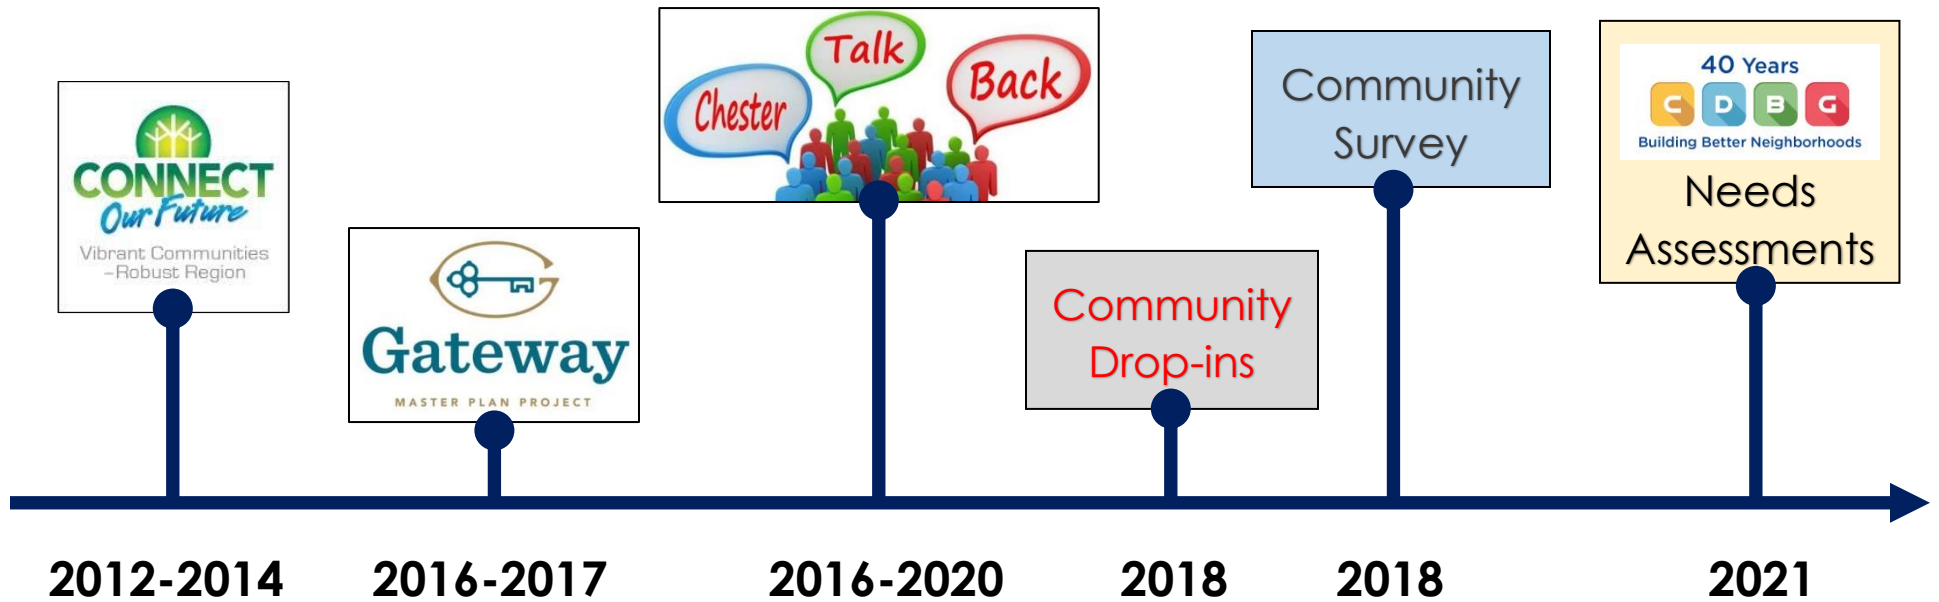 CONNECT
Our Future
Vibrant Communities
–Robust Region
Gateway
MASTER PLAN PROJECT
Chester
Talk
Back
Community
Drop-ins
Community
Survey
40 Years
C D B G
Building Better Neighborhoods
Needs
Assessments
2012-2014
2016-2017
2016-2020
2018
2018
2021